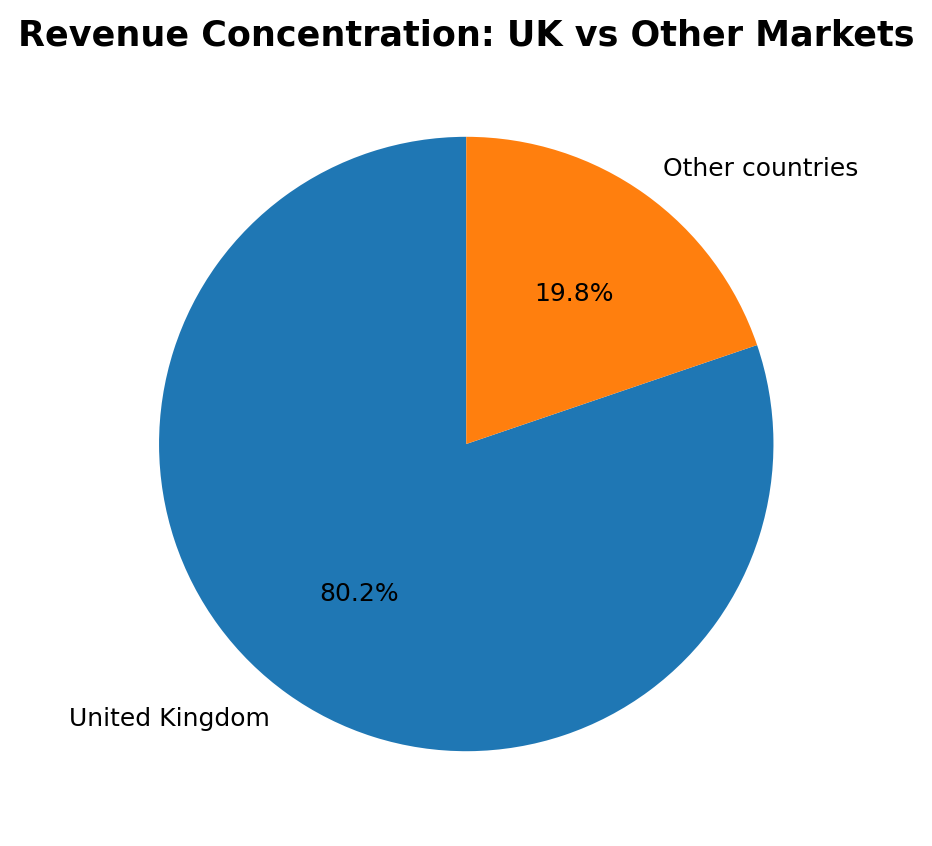 Revenue Concentration: UK vs Other Markets
Other countries
19.8%
80.2%
United Kingdom